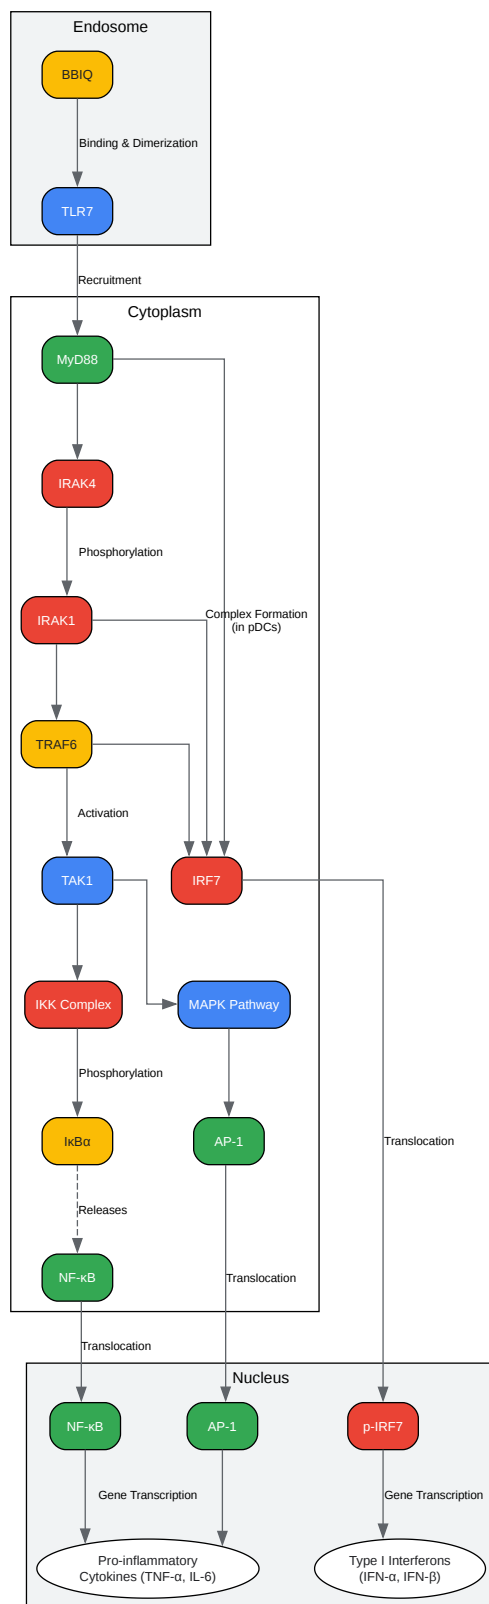 Endosome
BBIQ
Binding & Dimerization
TLR7
Recruitment
Cytoplasm
MyD88
IRAK4
Phosphorylation
IRAK1
Complex Formation
(in pDCs)
TRAF6
Activation
TAK1
IRF7
IKK Complex
MAPK Pathway
Phosphorylation
IκBα
AP-1
Translocation
Releases
NF-κB
Translocation
Translocation
Nucleus
NF-κB
AP-1
p-IRF7
Gene Transcription
Gene Transcription
Pro-inflammatory
Cytokines (TNF-α, IL-6)
Type I Interferons
(IFN-α, IFN-β)